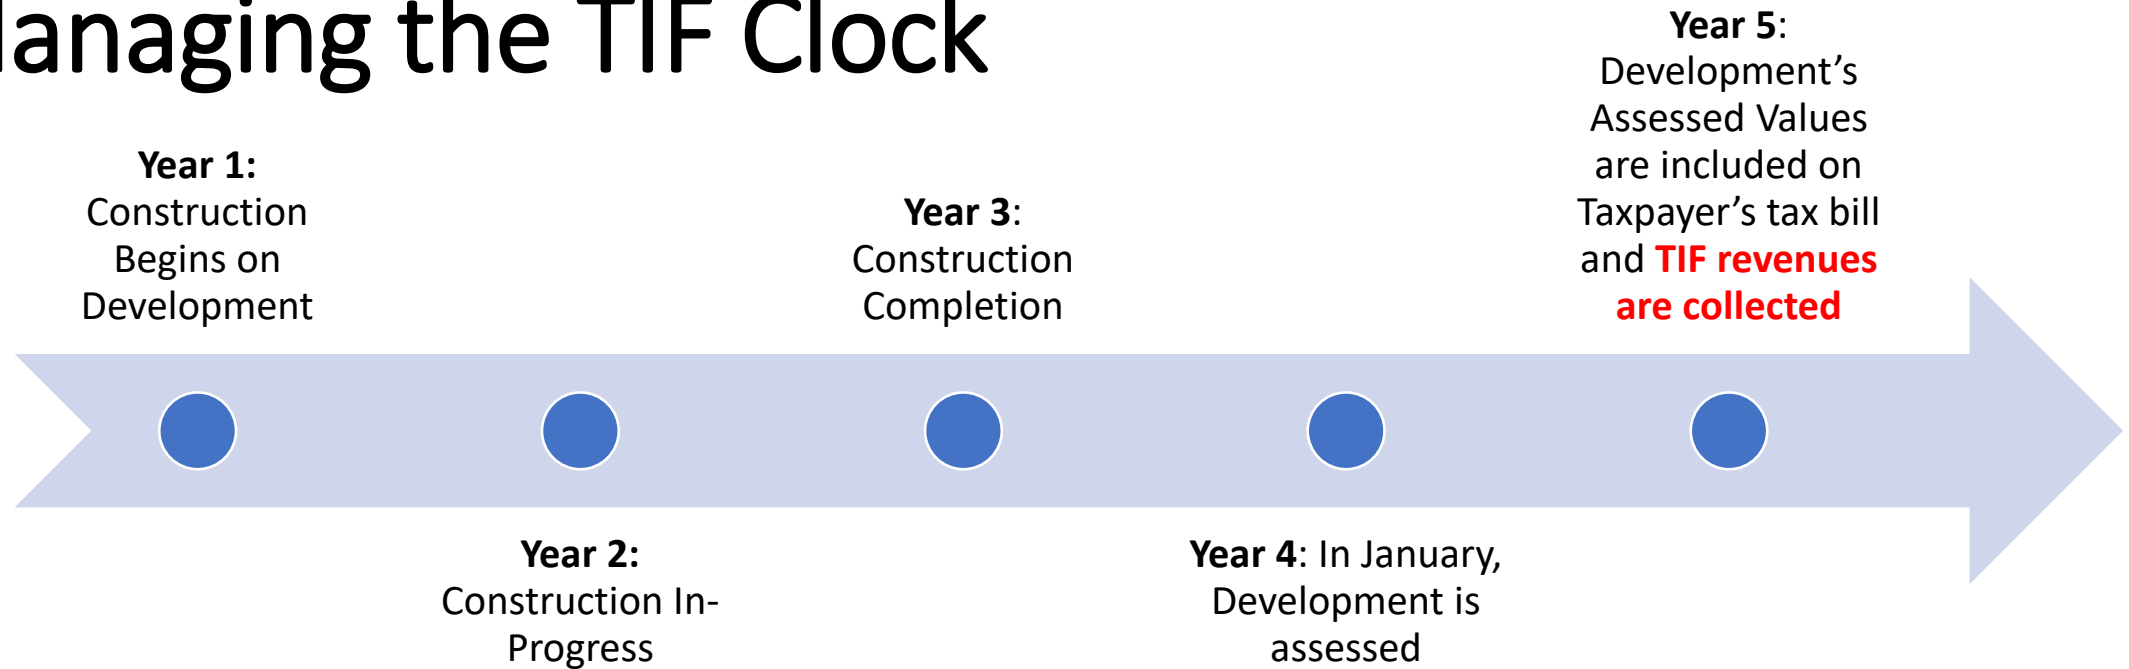 anaging the TIF Clock
Year 1:
Construction
Begins on
Development
Year 2:
Construction In-
Progress
Year 3:
Construction
Completion
Year 4: In January,
Development is
assessed
Year 5:
Development’s
Assessed Values
are included on
Taxpayer’s tax bill
and TIF revenues
are collected